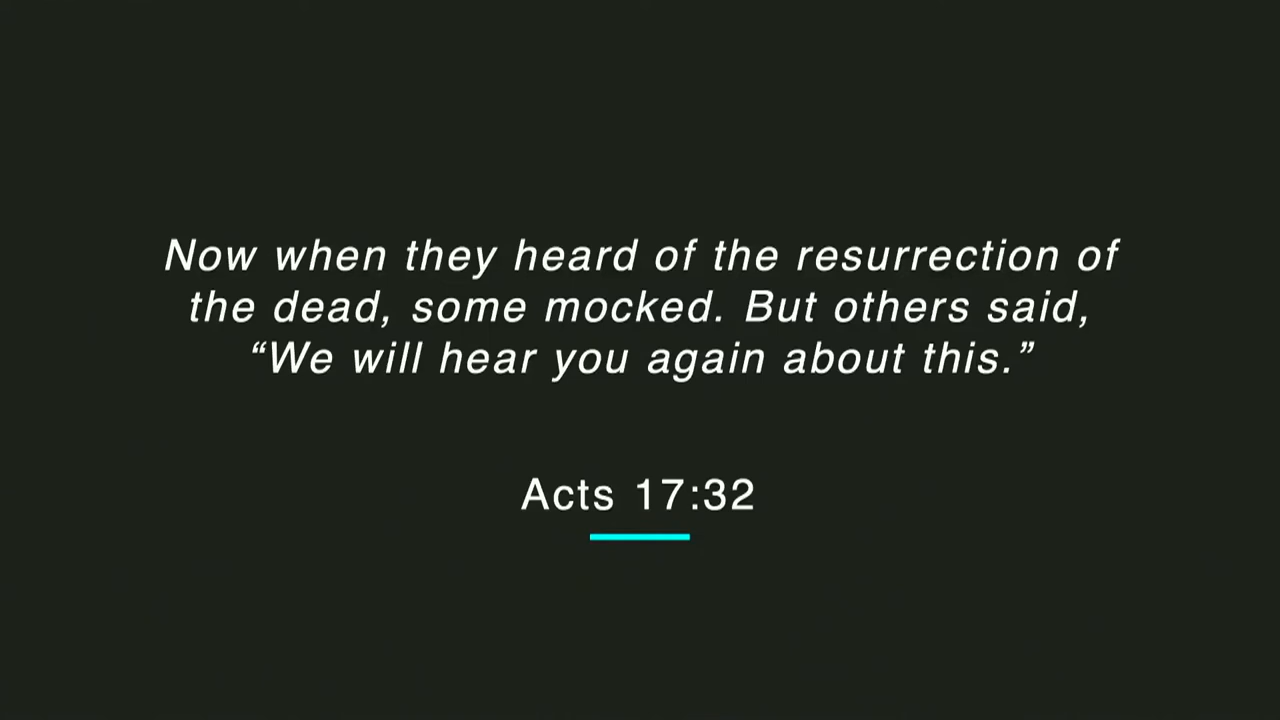 Now when they heard of the resurrection of
the dead, some mocked. But others said,
“We will hear you again about this.”
Acts 17:32